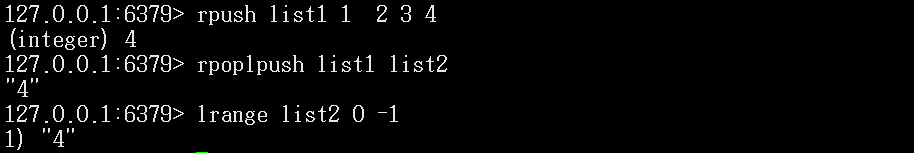 127.0.0.1:6379> rpush list1 1  2 3 4
(integer) 4
127.0.0.1:6379> rpoplpush list1 list2
"4"
127.0.0.1:6379> lrange list2 0 -1
1) "4"